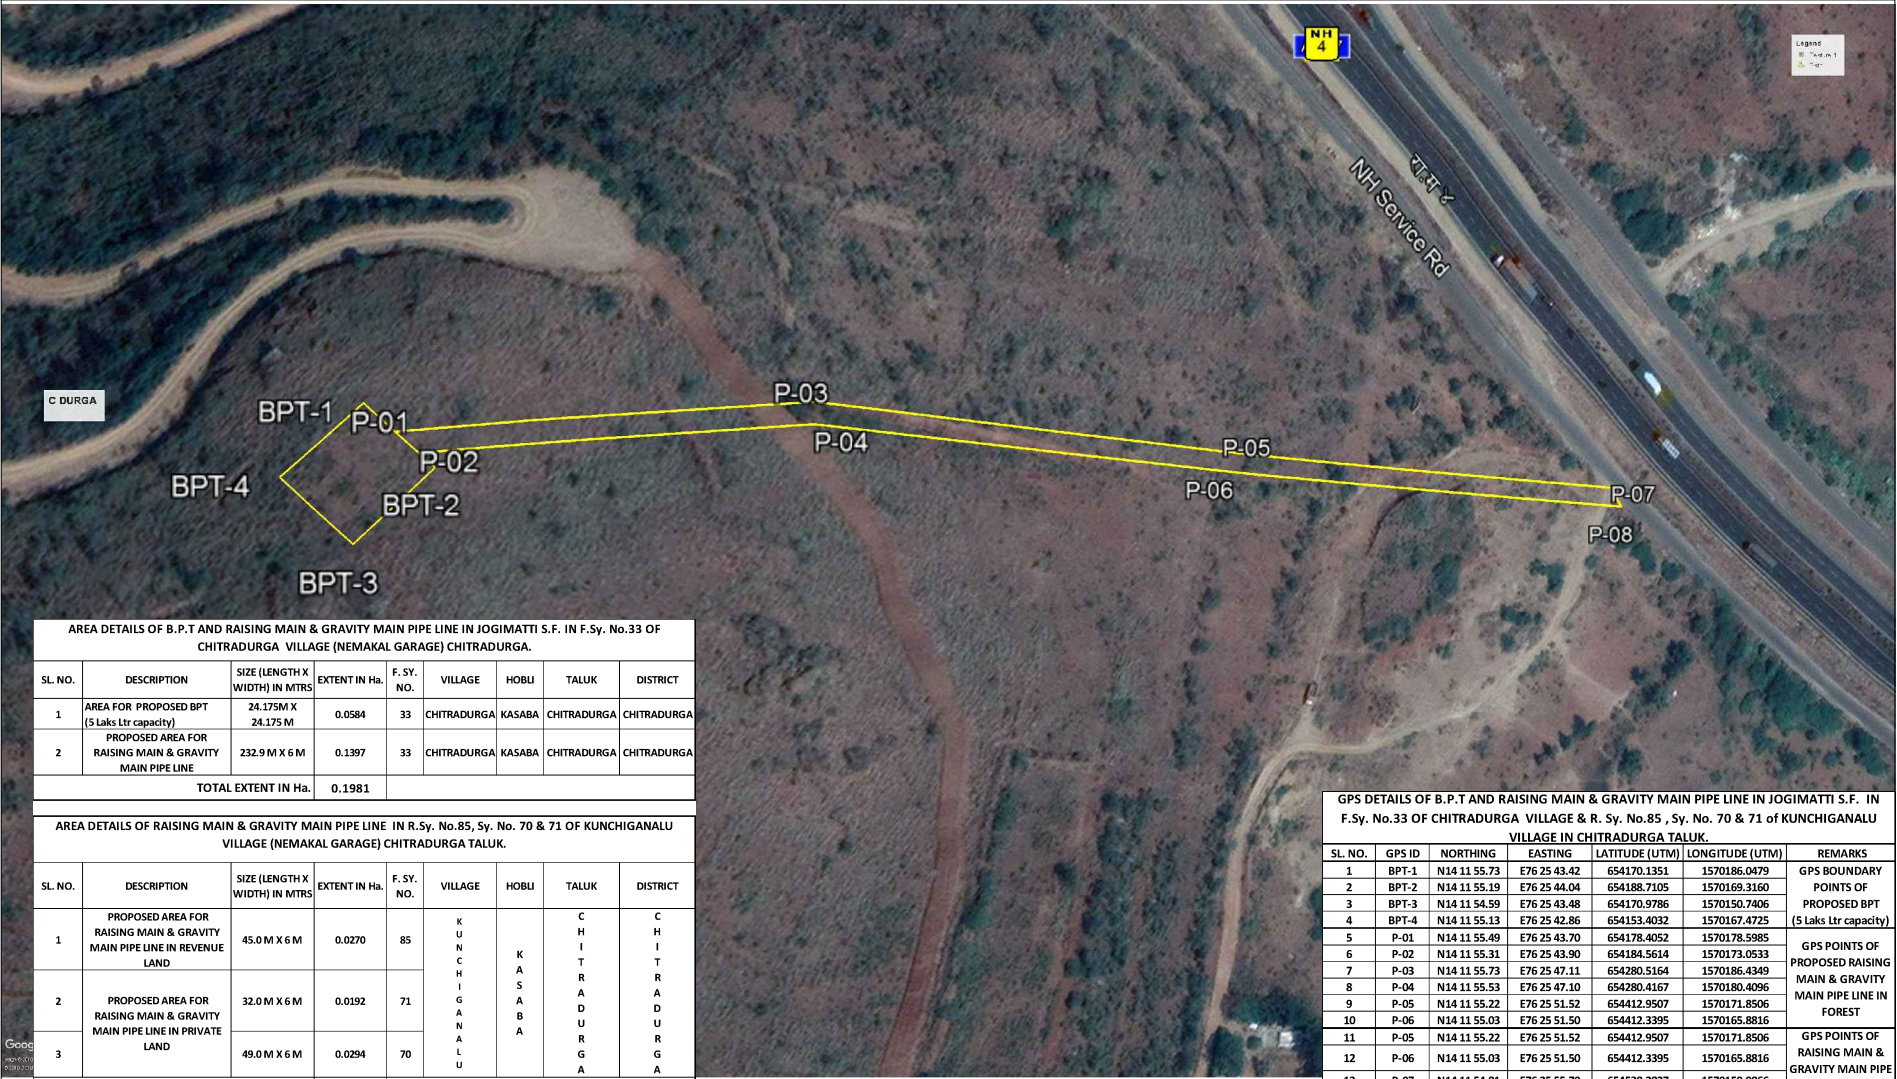 NH
4
Legend
रा.म ४
NH Service Rd
C DURGA
P-03
BPT-1
P-01
P-04
P-05
P-02
BPT-4
P-06
P-07
BPT-2
P-08
BPT-3
AREA DETAILS OF B.P.T AND RAISING MAIN & GRAVITY MAIN PIPE LINE IN JOGIMATTI S.F. IN F.Sy. No.33 OF
CHITRADURGA VILLAGE (NEMAKAL GARAGE) CHITRADURGA.
SL. NO. DESCRIPTION SIZE (LENGTH X WIDTH) IN MTRS EXTENT IN Ha. F. SY. NO. VILLAGE HOBLI TALUK DISTRICT
1 AREA FOR PROPOSED BPT (5 Laks Ltr capacity) 24.175M X 24.175 M 0.0584 33 CHITRADURGA KASABA CHITRADURGA CHITRADURGA
2 PROPOSED AREA FOR RAISING MAIN & GRAVITY MAIN PIPE LINE 232.9 M X 6 M 0.1397 33 CHITRADURGA KASABA CHITRADURGA CHITRADURGA
TOTAL EXTENT IN Ha. 0.1981
AREA DETAILS OF RAISING MAIN & GRAVITY MAIN PIPE LINE IN R.Sy. No.85, Sy. No. 70 & 71 OF KUNCHIGANALU
VILLAGE (NEMAKAL GARAGE) CHITRADURGA TALUK.
SL. NO. DESCRIPTION SIZE (LENGTH X WIDTH) IN MTRS EXTENT IN Ha. F. SY. NO. VILLAGE HOBLI TALUK DISTRICT
1 PROPOSED AREA FOR RAISING MAIN & GRAVITY MAIN PIPE LINE IN REVENUE LAND 45.0 M X 6 M 0.0270 85 KUNCHIGANALU KASABA CHITRADURGA CHITRADURGA
2 PROPOSED AREA FOR RAISING MAIN & GRAVITY MAIN PIPE LINE IN PRIVATE LAND 32.0 M X 6 M 0.0192 71
3 49.0 M X 6 M 0.0294 70
Goog
GPS DETAILS OF B.P.T AND RAISING MAIN & GRAVITY MAIN PIPE LINE IN JOGIMATTI S.F. IN
F.Sy. No.33 OF CHITRADURGA VILLAGE & R. Sy. No.85 , Sy. No. 70 & 71 of KUNCHIGANALU
VILLAGE IN CHITRADURGA TALUK.
SL. NO. GPS ID NORTHING EASTING LATITUDE (UTM) LONGITUDE (UTM) REMARKS
1 BPT-1 N14 11 55.73 E76 25 43.42 654170.1351 1570186.0479 GPS BOUNDARY
2 BPT-2 N14 11 55.19 E76 25 44.04 654188.7105 1570169.3160 POINTS OF
3 BPT-3 N14 11 54.59 E76 25 43.48 654170.9786 1570150.7406 PROPOSED BPT
4 BPT-4 N14 11 55.13 E76 25 42.86 654153.4032 1570167.4725 (5 Laks Ltr capacity)
5 P-01 N14 11 55.49 E76 25 43.70 654178.4052 1570178.5985 GPS POINTS OF
6 P-02 N14 11 55.31 E76 25 43.90 654184.5614 1570173.0533 PROPOSED RAISING
7 P-03 N14 11 55.73 E76 25 47.11 654280.5164 1570186.4349 MAIN & GRAVITY
8 P-04 N14 11 55.53 E76 25 47.10 654280.4167 1570180.4096 MAIN PIPE LINE IN
9 P-05 N14 11 55.22 E76 25 51.52 654412.9507 1570171.8506 FOREST
10 P-06 N14 11 55.03 E76 25 51.50 654412.3395 1570165.8816
11 P-05 N14 11 55.22 E76 25 51.52 654412.9507 1570171.8506 GPS POINTS OF
12 P-06 N14 11 55.03 E76 25 51.50 654412.3395 1570165.8816 RAISING MAIN & GRAVITY MAIN PIPE